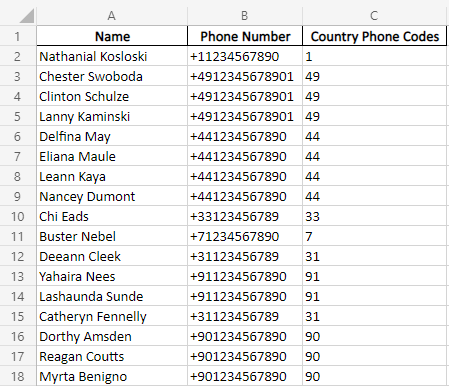 A B C
1 Name Phone Number Country Phone Codes
2 Nathanial Kosloski +11234567890 1
3 Chester Swoboda +4912345678901 49
4 Clinton Schulze +4912345678901 49
5 Lanny Kaminski +4912345678901 49
6 Delfina May +441234567890 44
7 Eliana Maule +441234567890 44
8 Leann Kaya +441234567890 44
9 Nancey Dumont +441234567890 44
10 Chi Eads +33123456789 33
11 Buster Nebel +71234567890 7
12 Deeann Cleek +31123456789 31
13 Yahaira Nees +911234567890 91
14 Lashaunda Sunde +911234567890 91
15 Catheryn Fennelly +31123456789 31
16 Dorthy Amsden +901234567890 90
17 Reagan Coutts +901234567890 90
18 Myrta Benigno +901234567890 90